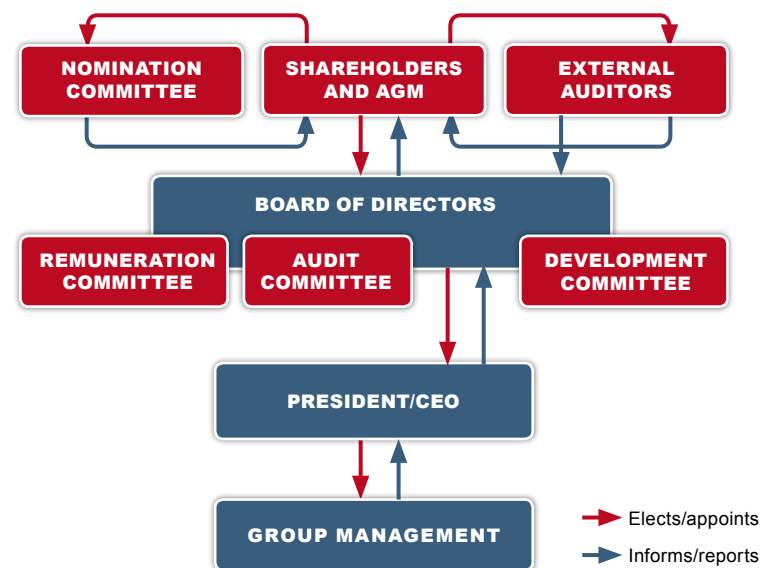 NOMINATION
COMMITTEE
SHAREHOLDERS
AND AGM
EXTERNAL
AUDITORS
BOARD OF DIRECTORS
REMUNERATION
COMMITTEE
AUDIT
COMMITTEE
DEVELOPMENT
COMMITTEE
PRESIDENT/CEO
GROUP MANAGEMENT
Elects/appoints
Informs/reports